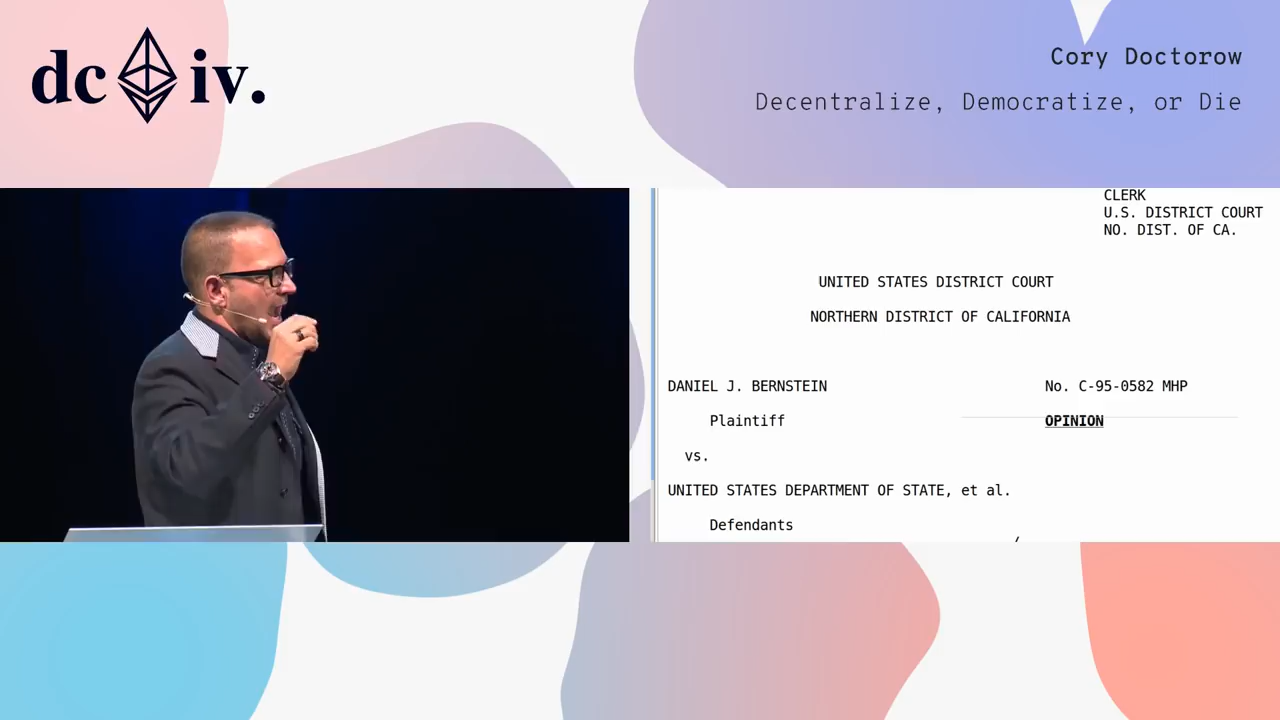 dc iv.
Cory Doctorow
Decentralize, Democratize, or Die
CLERK
U.S. DISTRICT COURT
NO. DIST. OF CA.
UNITED STATES DISTRICT COURT
NORTHERN DISTRICT OF CALIFORNIA
DANIEL J. BERNSTEIN No. C-95-0582 MHP
Plaintiff OPINION
vs.
UNITED STATES DEPARTMENT OF STATE, et al.
Defendants